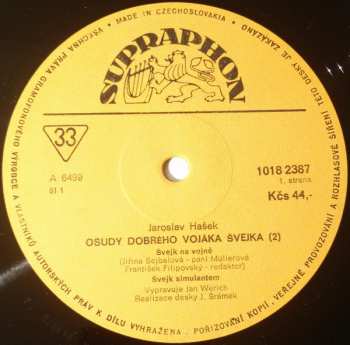 MADE IN CZECHOSLOVAKIA • VŠECHNA PRÁVA GRAMOFONOVÉHO VÝROBCE A VLASTNÍKŮ AUTORSKÝCH PRÁV K DÍLU VYHRAŽENA. POŘIZOVÁNÍ KOPIÍ, VEŘEJNÉ PROVOZOVÁNÍ A ROZHLASOVÉ ŠÍŘENÍ TÉTO DESKY JE ZAKÁZÁNO
SUPRAPHON
33
A 6499
SI 1
1018 2387
1. strana
Kčs 44,-
Jaroslav Hašek
OSUDY DOBRÉHO VOJÁKA ŠVEJKA (2)
Švejk na vojně
(Jiřina Šejbalová - paní Müllerová
František Filipovský - redaktor)
Švejk simulantem
Vypravuje Jan Werich
Realizace desky J. Šrámek